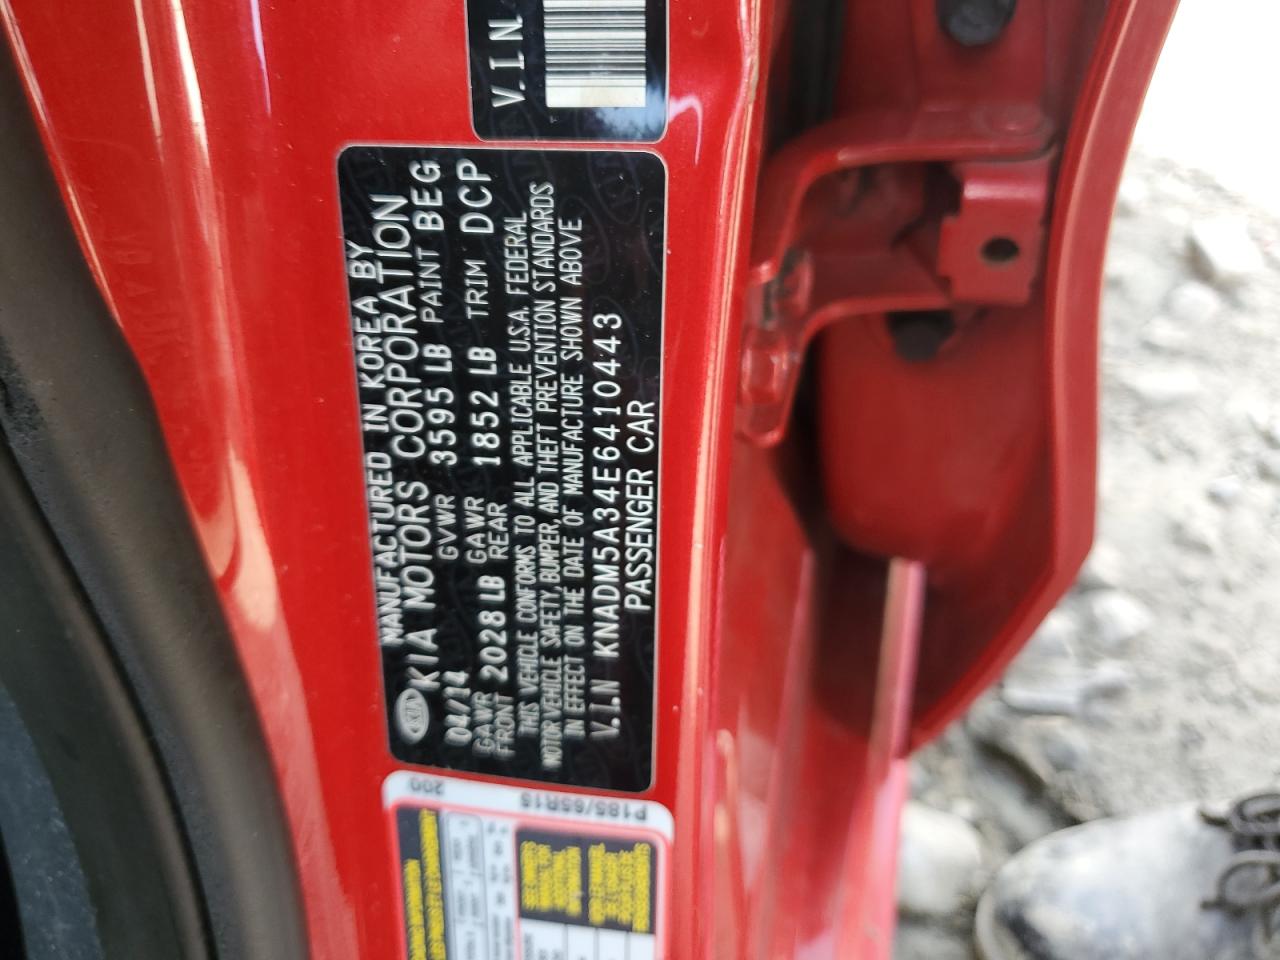 V.I.N
MANUFACTURED IN KOREA BY
KIA KIA MOTORS CORPORATION
04/14 GVWR 3595 LB PAINT BEG
GAWR FRONT 2028 LB GAWR REAR 1852 LB TRIM DCP
THIS VEHICLE CONFORMS TO ALL APPLICABLE U.S.A. FEDERAL
MOTOR VEHICLE SAFETY, BUMPER, AND THEFT PREVENTION STANDARDS
IN EFFECT ON THE DATE OF MANUFACTURE SHOWN ABOVE
V.I.N KNADM5A34E6410443
PASSENGER CAR
200
P185/65R15